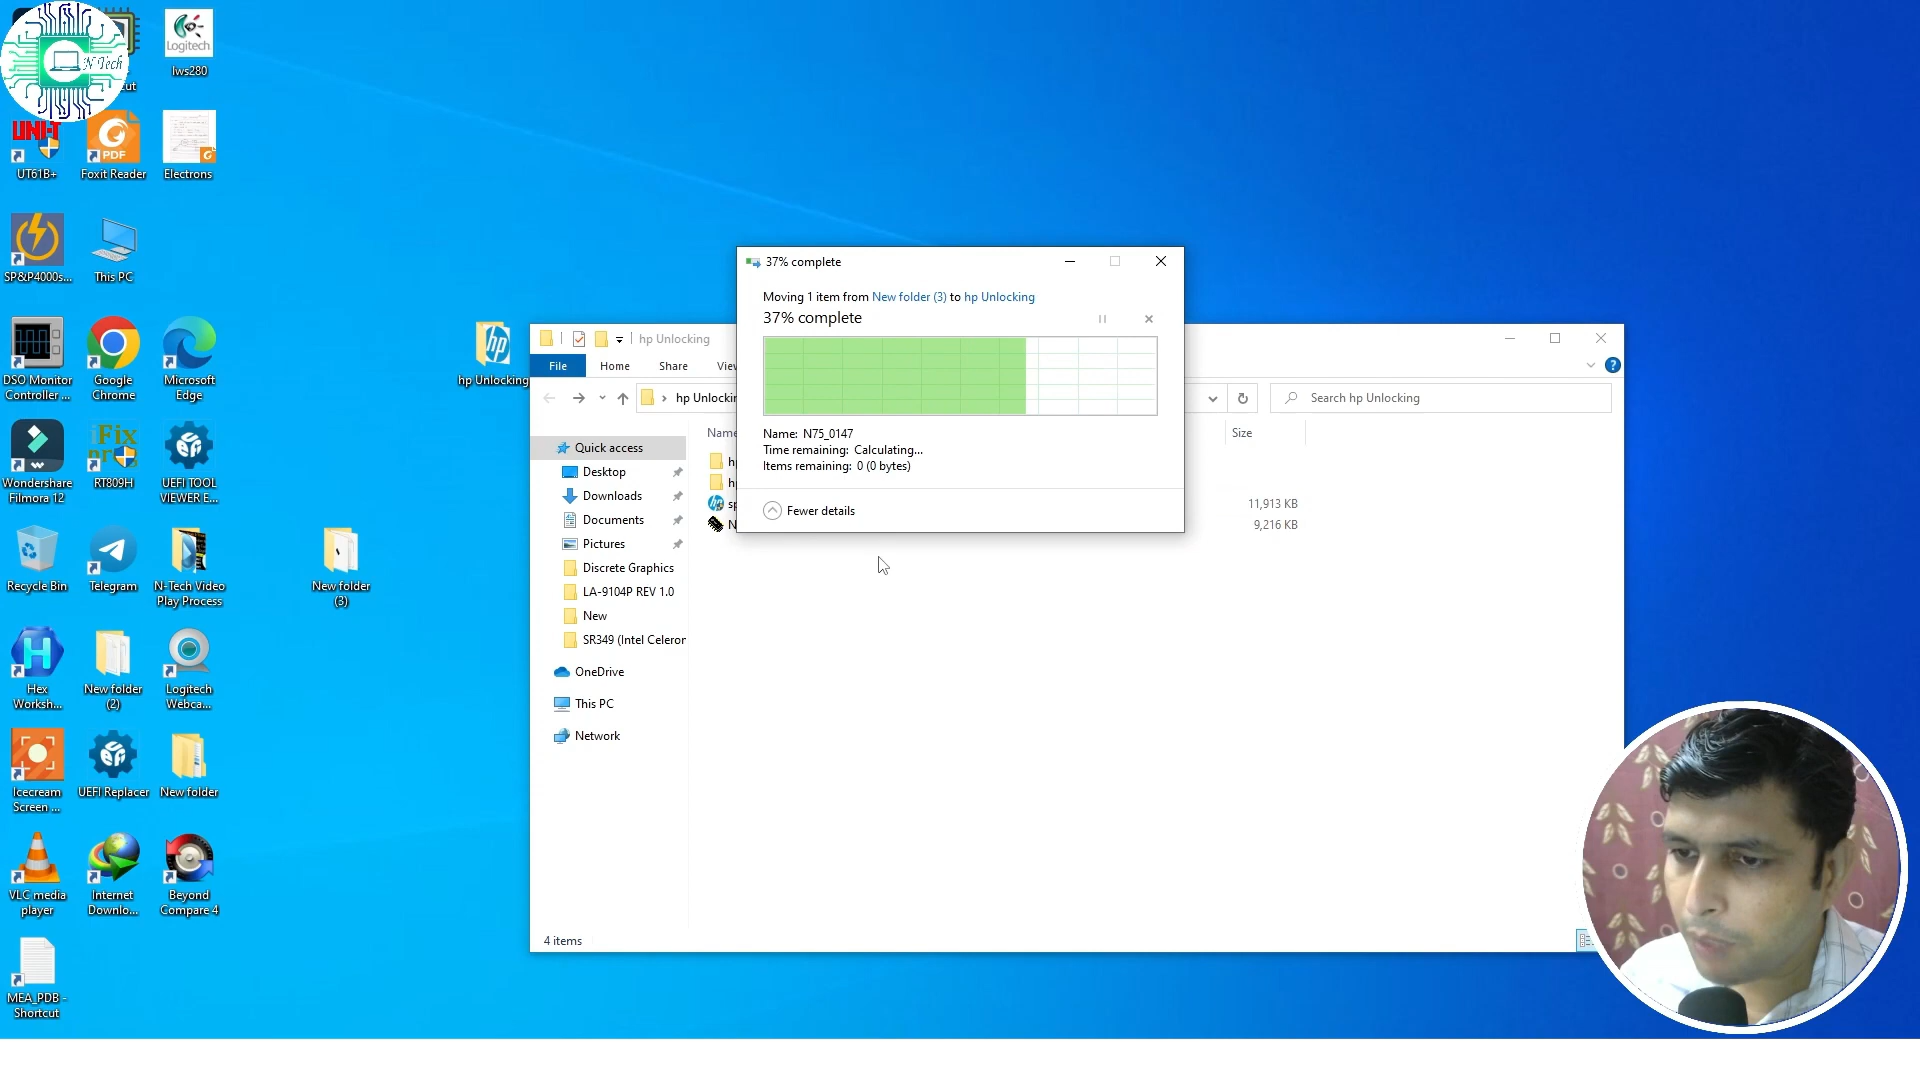 N Tech
cut
Logitech
lws280
UNI-T
UT61B+
PDF
Foxit Reader
Electrons
SP&P4000s...
This PC
hp
hp Unlocking
DSO Monitor
Controller ...
Google
Chrome
Microsoft
Edge
Wondershare
Filmora 12
iFix
RT809H
UEFI TOOL
VIEWER E...
Recycle Bin
Telegram
N-Tech Video
Play Process
New folder
(3)
Hex
Worksh...
New folder
(2)
Logitech
Webca...
Icecream
Screen ...
UEFI Replacer
New folder
VLC media
player
Internet
Downlo...
Beyond
Compare 4
MEA_PDB -
Shortcut
37% complete
Moving 1 item from New folder (3) to hp Unlocking
37% complete
Name: N75_0147
Time remaining: Calculating...
Items remaining: 0 (0 bytes)
Fewer details
hp Unlocking
File
Home
Share
hp Unlockin
Search hp Unlocking
Name
Size
11,913 KB
9,216 KB
Quick access
Desktop
Downloads
Documents
Pictures
Discrete Graphics
LA-9104P REV 1.0
New
SR349 (Intel Celeron
OneDrive
This PC
Network
4 items